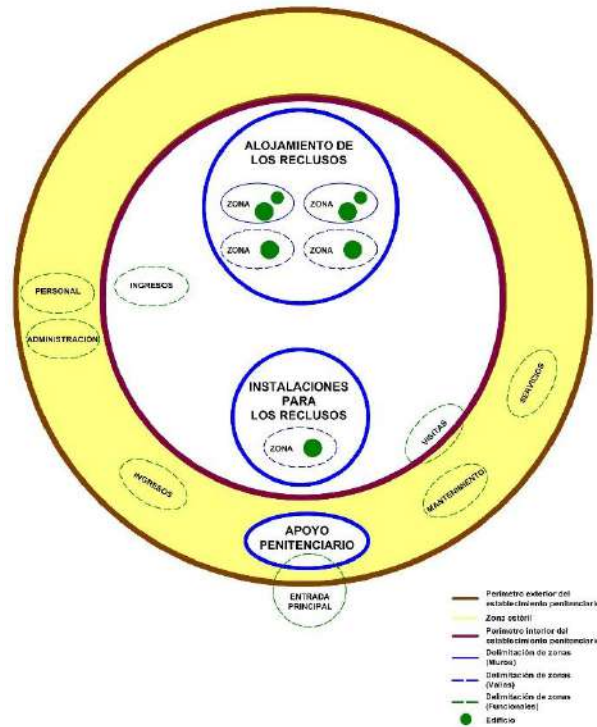 ALOJAMIENTO DE
LOS RECLUSOS
ZONA
ZONA
ZONA
ZONA
PERSONAL
INGRESOS
ADMINISTRACIÓN
INSTALACIONES
PARA
LOS RECLUSOS
ZONA
SERVICIOS
VISITAS
INGRESOS
MANTENIMIENTO
APOYO
PENITENCIARIO
ENTRADA
PRINCIPAL
Perímetro exterior del
establecimiento penitenciario
Zona estéril
Perímetro interior del
establecimiento penitenciario
Delimitación de zonas
(Muros)
Delimitación de zonas
(Vallas)
Delimitación de zonas
(Funcionales)
Edificio